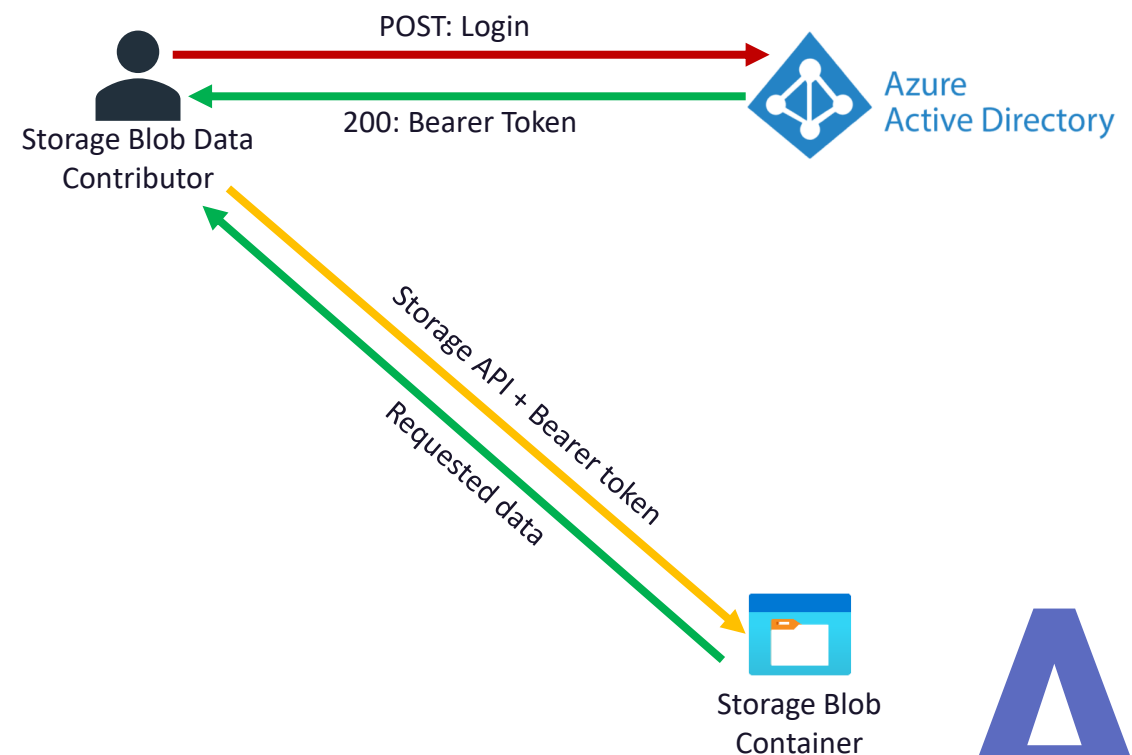 POST: Login
Azure
Active Directory
200: Bearer Token
Storage Blob Data
Contributor
Storage API + Bearer token
Requested data
Storage Blob
Container
A